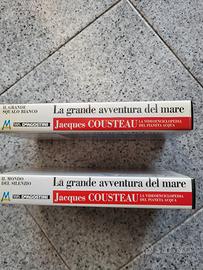 IL GRANDE
SQUALO BIANCO
La grande avventura del mare
DEAGOSTINI
Jacques COUSTEAU
LA VIDEOENCICLOPEDIA
DEL PIANETA ACQUA
IL MONDO
DEL SILENZIO
La grande avventura del mare
DEAGOSTINI
Jacques COUSTEAU
LA VIDEOENCICLOPEDIA
DEL PIANETA ACQUA